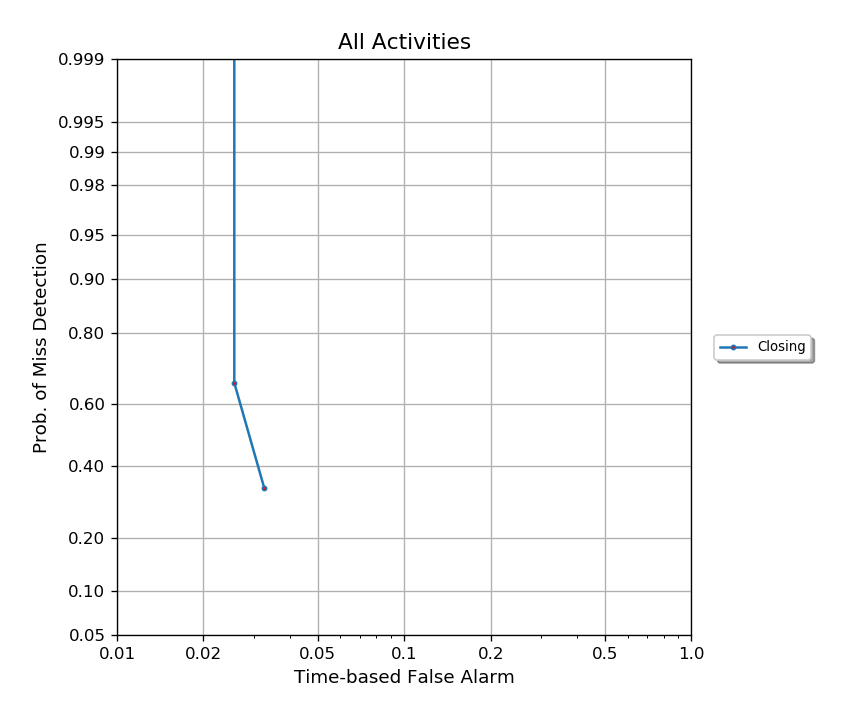 All Activities
0.999
0.995
0.99
0.98
0.95
0.90
0.80
0.60
0.40
0.20
0.10
0.05
Prob. of Miss Detection
0.01 0.02 0.05 0.1 0.2 0.5 1.0
Time-based False Alarm
Closing